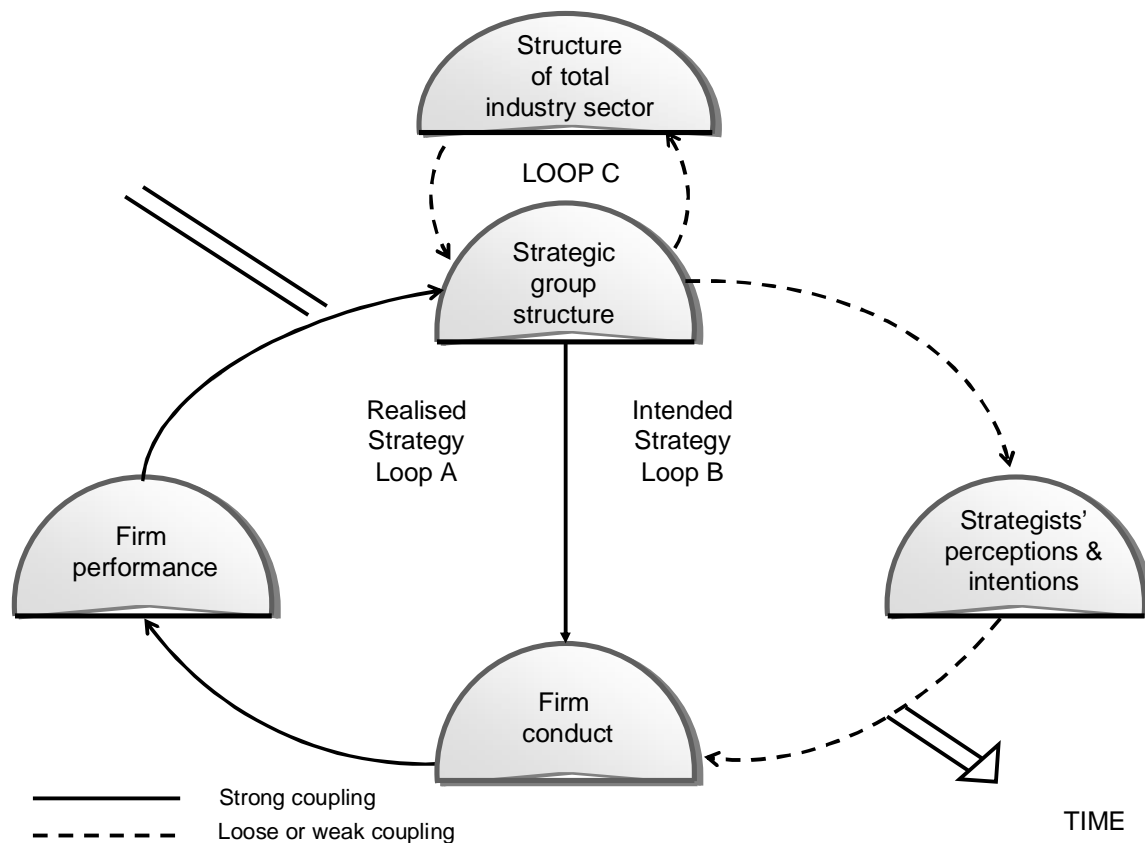 Structure
of total
industry sector
LOOP C
Strategic
group
structure
Realised
Strategy
Loop A
Intended
Strategy
Loop B
Firm
performance
Strategists’
perceptions &
intentions
Firm
conduct
Strong coupling
Loose or weak coupling
TIME